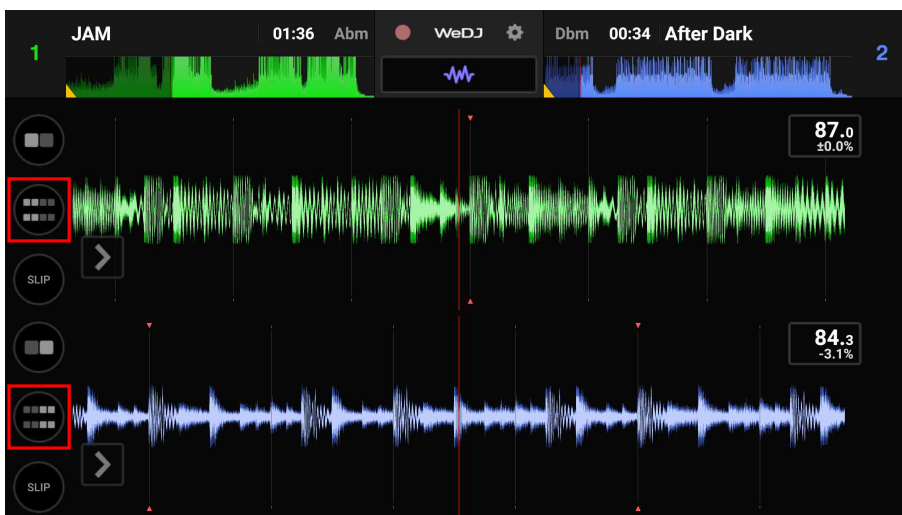 1
JAM 01:36 Abm
WeDJ
Dbm 00:34 After Dark
2
87.0
±0.0%
SLIP
84.3
-3.1%
SLIP